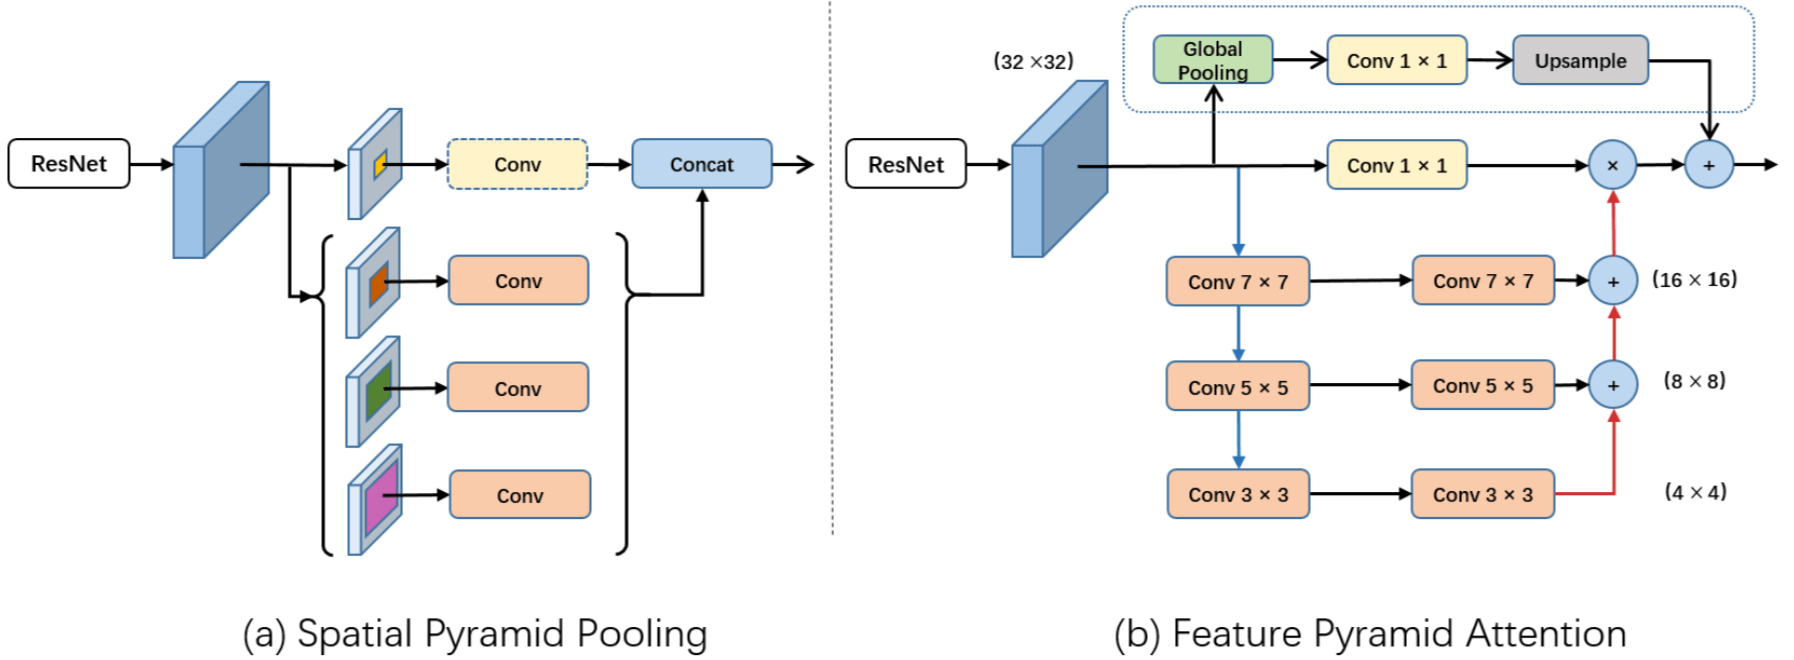 ResNet
Conv
Concat
Conv
Conv
Conv
(a) Spatial Pyramid Pooling
(32 ×32)
Global
Pooling
Conv 1 × 1
Upsample
ResNet
Conv 1 × 1
×
+
Conv 7 × 7
Conv 7 × 7
+
(16 × 16)
Conv 5 × 5
Conv 5 × 5
+
(8 × 8)
Conv 3 × 3
Conv 3 × 3
(4 × 4)
(b) Feature Pyramid Attention